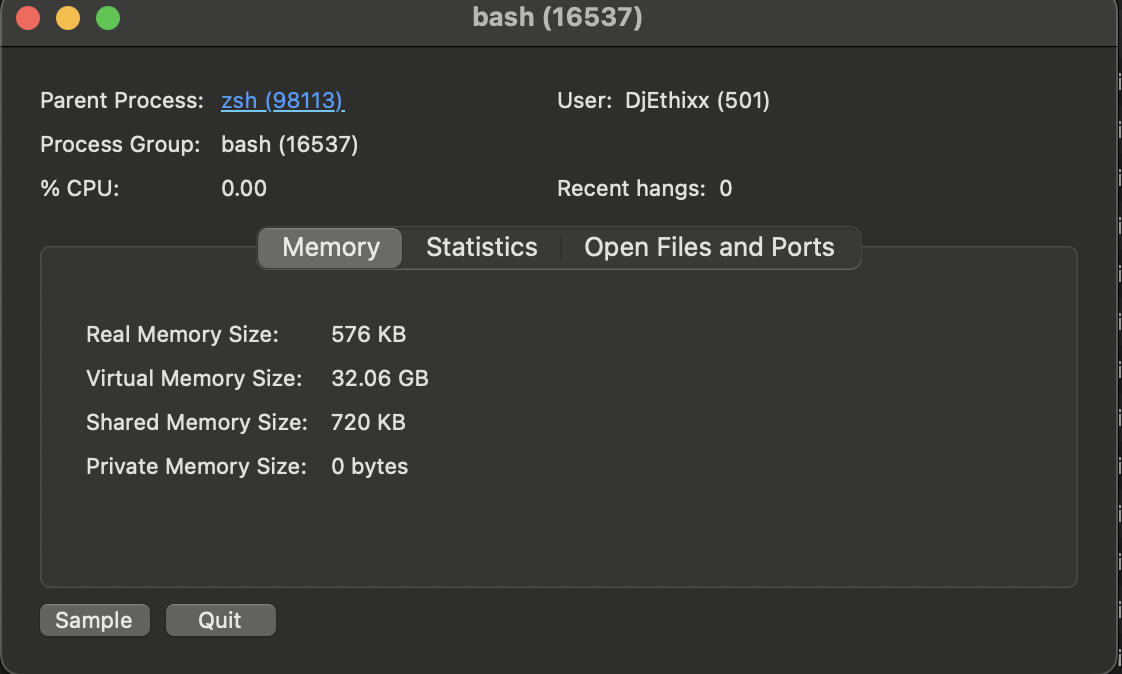 bash (16537)
Parent Process: zsh (98113)
User: DjEthixx (501)
Process Group: bash (16537)
% CPU: 0.00
Recent hangs: 0
Memory
Statistics
Open Files and Ports
Real Memory Size: 576 KB
Virtual Memory Size: 32.06 GB
Shared Memory Size: 720 KB
Private Memory Size: 0 bytes
Sample
Quit